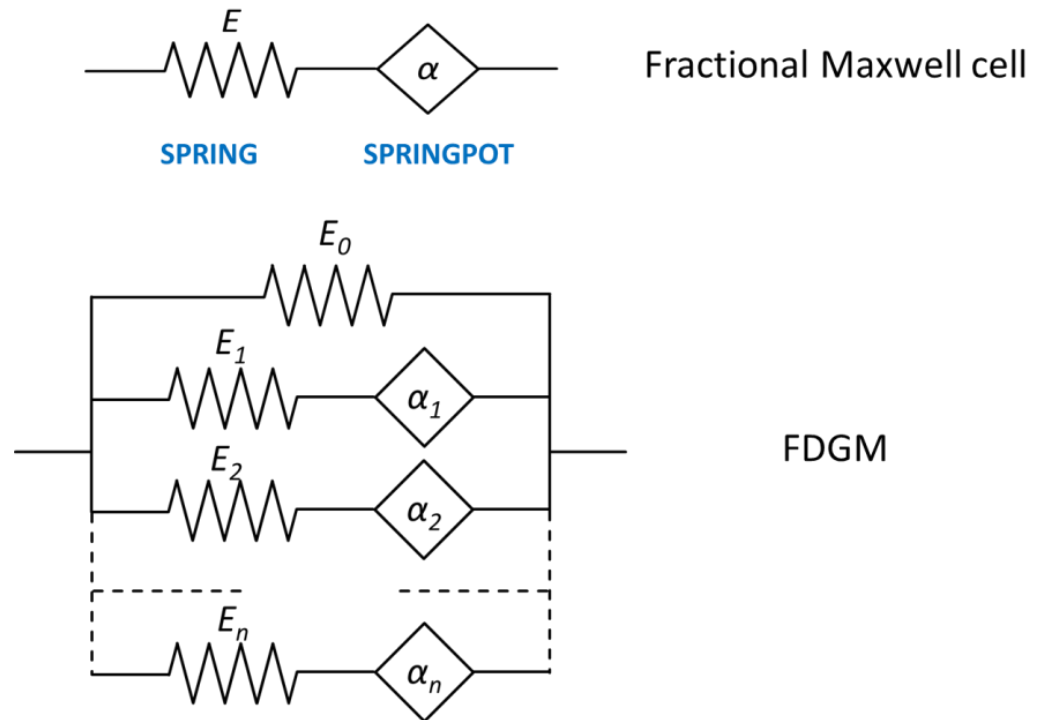 E
α
Fractional Maxwell cell
SPRING
SPRINGPOT
E0
E1
α1
E2
α2
FDGM
En
αn